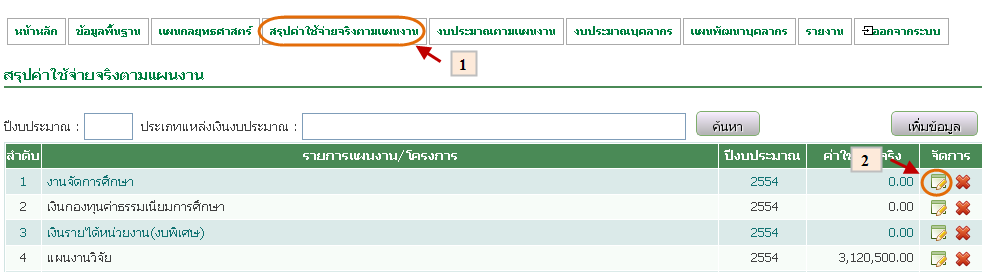 หน้าหลัก ข้อมูลพื้นฐาน แผนกลยุทธศาสตร์ สรุปค่าใช้จ่ายจริงตามแผนงาน งบประมาณตามแผนงาน งบประมาณบุคลากร แผนพัฒนาบุคลากร รายงาน ออกจากระบบ
1
สรุปค่าใช้จ่ายจริงตามแผนงาน
ปีงบประมาณ : ประเภทแหล่งเงินงบประมาณ : ค้นหา เพิ่มข้อมูล
ลำดับ รายการแผนงาน/โครงการ ปีงบประมาณ ค่าใช จริง จัดการ
2
1 งานจัดการศึกษา 2554 0.00
2 เงินกองทุนค่าธรรมเนียมการศึกษา 2554 0.00
3 เงินรายได้หน่วยงาน(งบพิเศษ) 2554 0.00
4 แผนงานวิจัย 2554 3,120,500.00